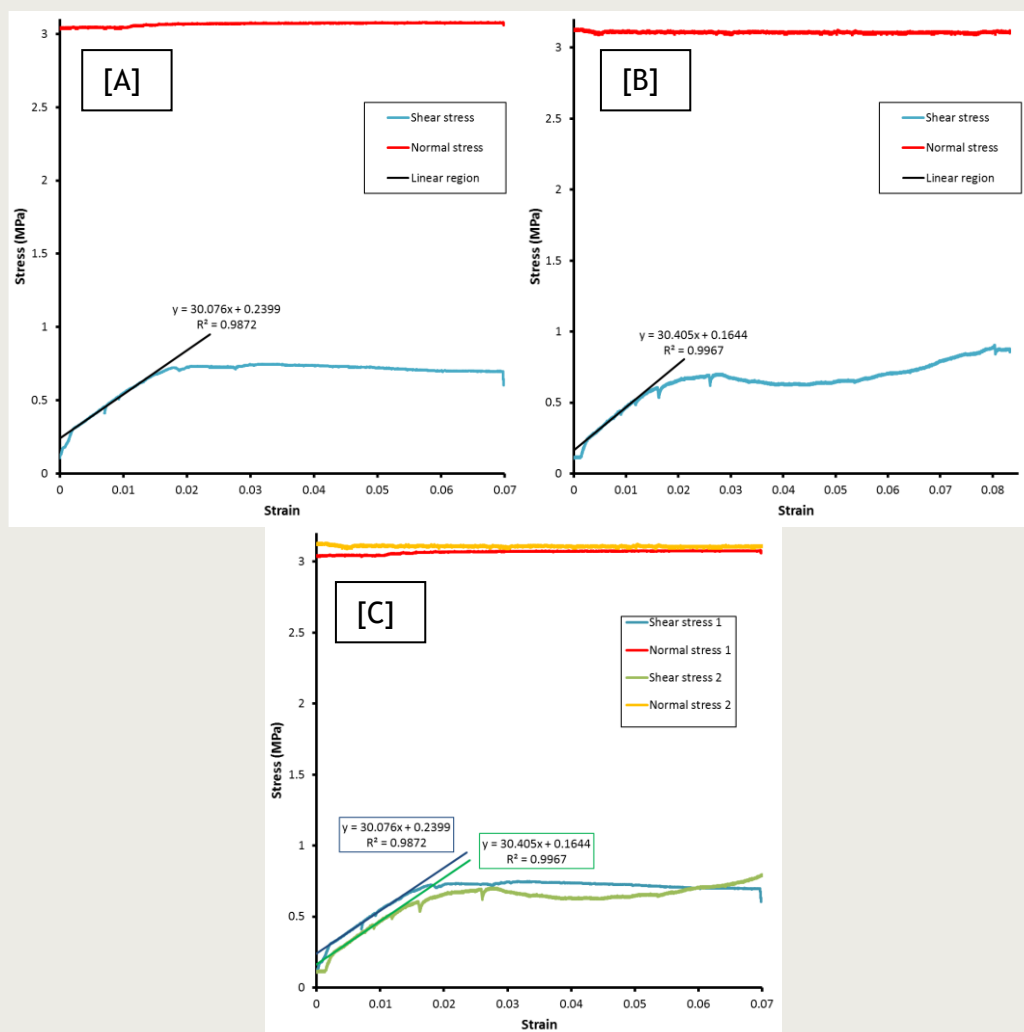 [A]
Shear stress
Normal stress
Linear region
y = 30.076x + 0.2399
R² = 0.9872
Stress (MPa)
3
2.5
2
1.5
1
0.5
0
0 0.01 0.02 0.03 0.04 0.05 0.06 0.07
Strain
[B]
Shear stress
Normal stress
Linear region
y = 30.405x + 0.1644
R² = 0.9967
Stress (MPa)
3
2.5
2
1.5
1
0.5
0
0 0.01 0.02 0.03 0.04 0.05 0.06 0.07 0.08
Strain
[C]
Shear stress 1
Normal stress 1
Shear stress 2
Normal stress 2
y = 30.076x + 0.2399
R² = 0.9872
y = 30.405x + 0.1644
R² = 0.9967
Stress (MPa)
3
2.5
2
1.5
1
0.5
0
0 0.01 0.02 0.03 0.04 0.05 0.06 0.07
Strain